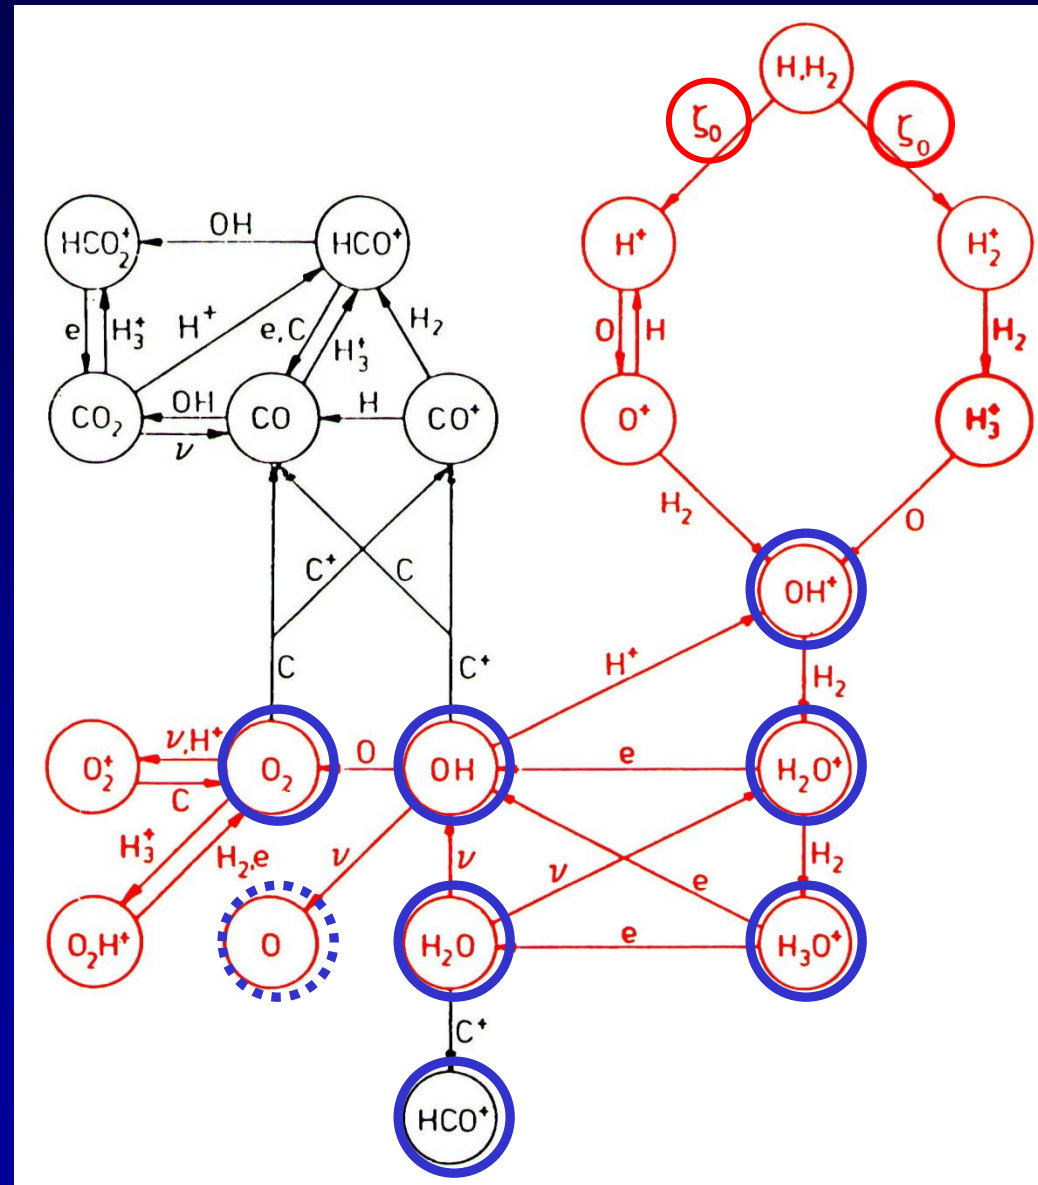 H,H₂
ζ₀ ζ₀
HCO₂⁺ OH HCO⁺ H⁺ H₂⁺
e H₃⁺ H⁺ e,C H₃⁺ H₂ O H H₂
CO₂ OH CO H CO⁺ O⁺ H₃⁺
ν
H₂ O
C⁺ C OH⁺
C C⁺ H⁺ H₂
O₂⁺ ν,H⁺ O₂ O OH e H₂O⁺
C
H₃⁺ H₂,e ν ν ν e H₂
O₂H⁺ O H₂O e H₃O⁺
C⁺
HCO⁺